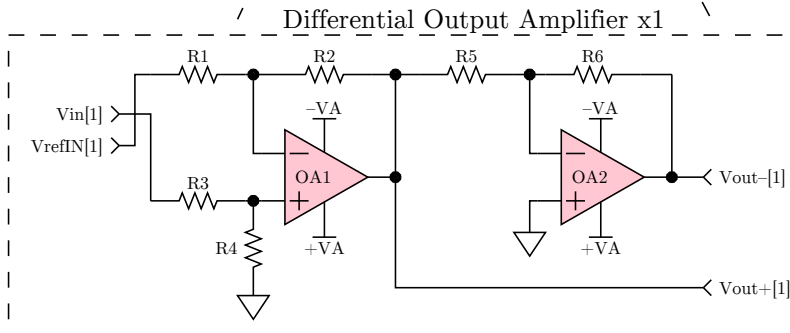 Differential Output Amplifier x1
R1 R2 R5 R6
Vin[1] –VA –VA
VrefIN[1]
OA1 OA2 Vout–[1]
R3
R4 +VA +VA
Vout+[1]